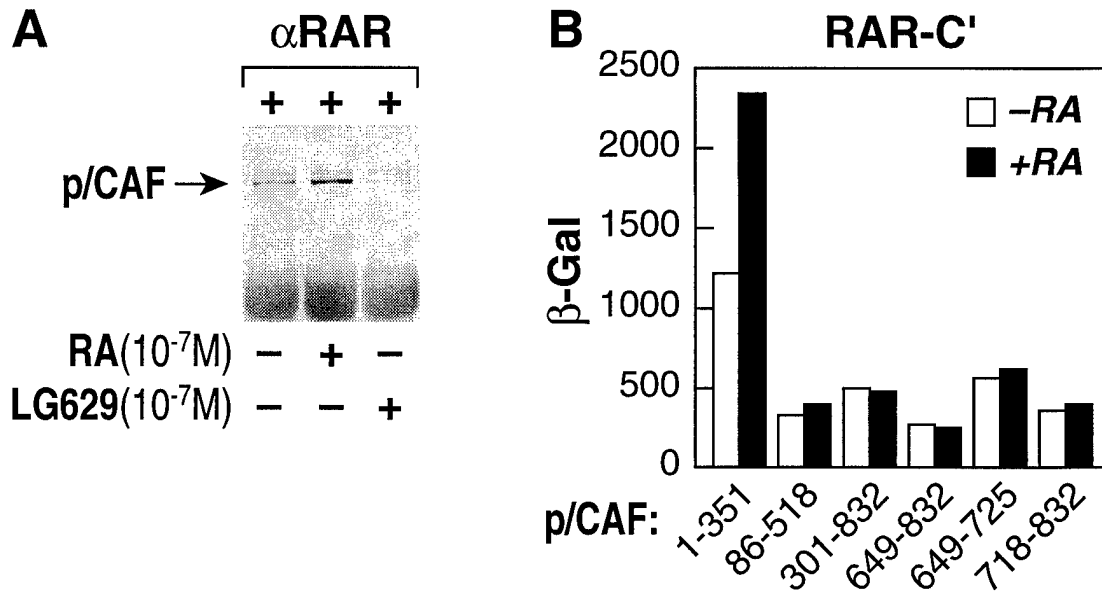 A
αRAR
+ + +
p/CAF
RA(10⁻⁷M) – + –
LG629(10⁻⁷M) – – +
B
RAR-C'
–RA
+RA
β-Gal
2500
2000
1500
1000
500
0
p/CAF: 1-351 86-518 301-832 649-832 649-725 718-832